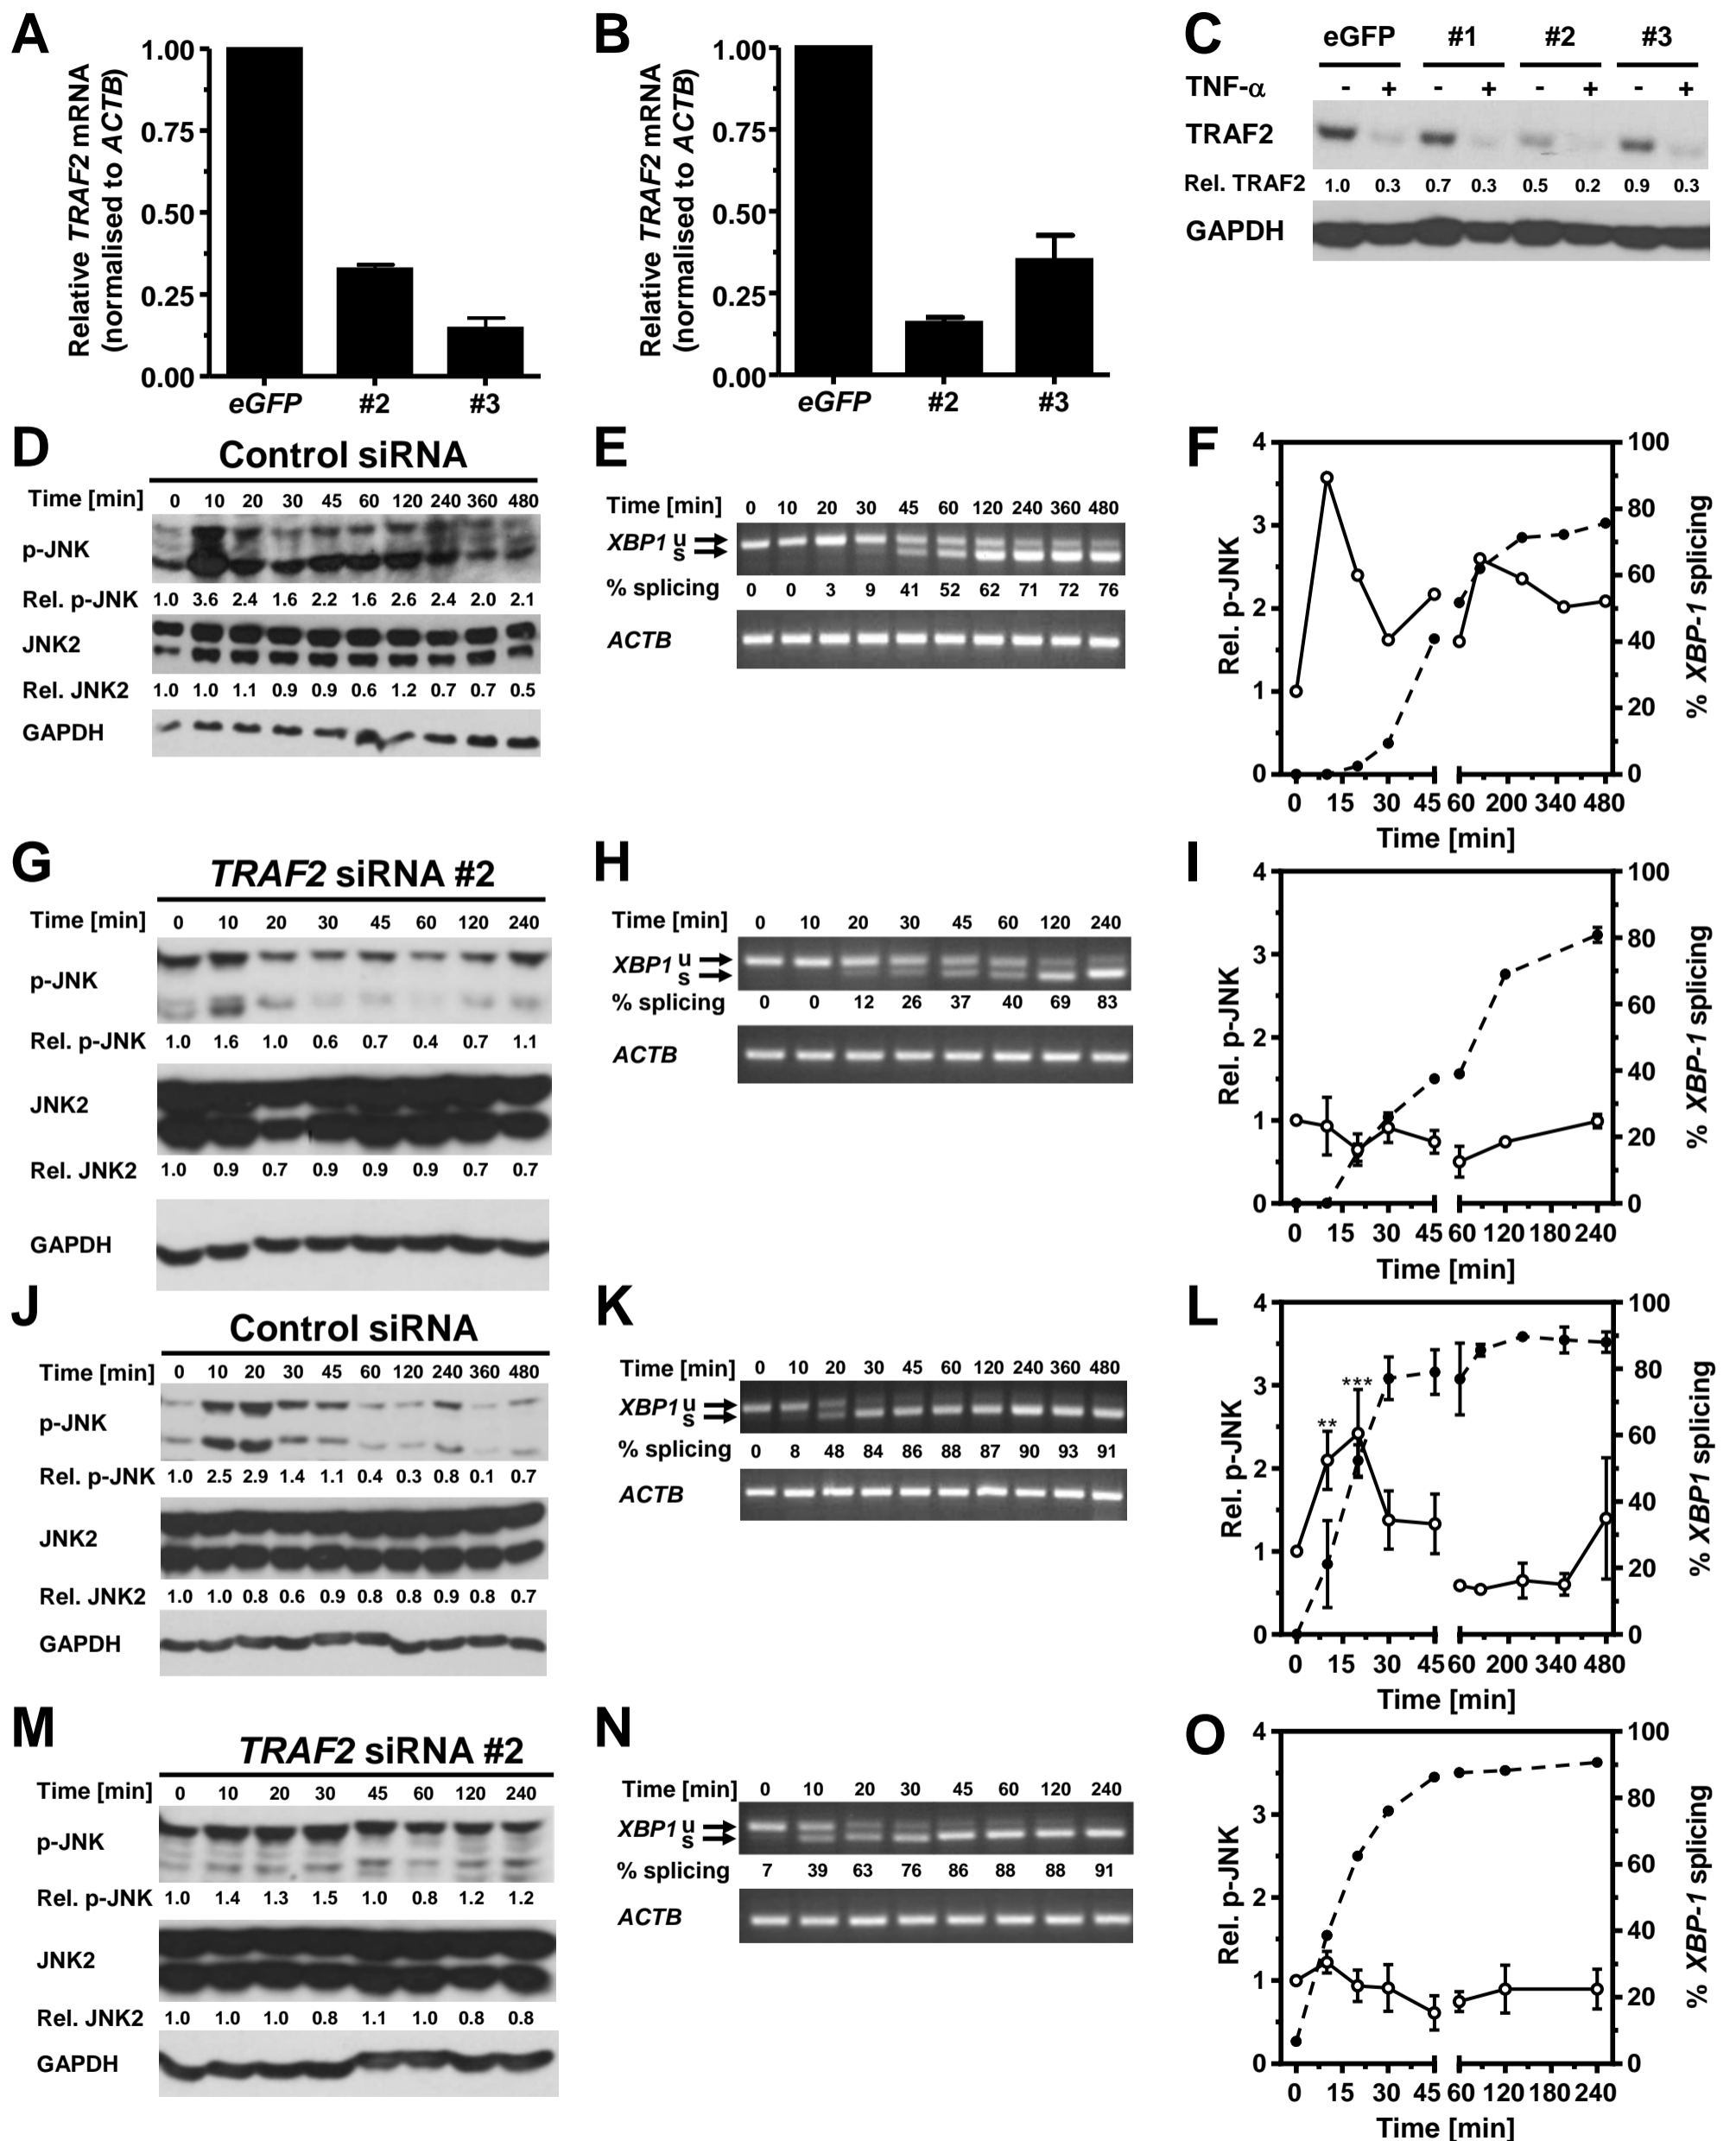 A
Relative TRAF2 mRNA
(normalised to ACTB)
1.00
0.75
0.50
0.25
0.00
eGFP #2 #3
B
Relative TRAF2 mRNA
(normalised to ACTB)
1.00
0.75
0.50
0.25
0.00
eGFP #2 #3
C
eGFP #1 #2 #3
TNF-α - + - + - + - +
TRAF2
Rel. TRAF2 1.0 0.3 0.7 0.3 0.5 0.2 0.9 0.3
GAPDH
D
Control siRNA
Time [min] 0 10 20 30 45 60 120 240 360 480
p-JNK
Rel. p-JNK 1.0 3.6 2.4 1.6 2.2 1.6 2.6 2.4 2.0 2.1
JNK2
Rel. JNK2 1.0 1.0 1.1 0.9 0.9 0.6 1.2 0.7 0.7 0.5
GAPDH
E
Time [min] 0 10 20 30 45 60 120 240 360 480
XBP1 u
s
% splicing 0 0 3 9 41 52 62 71 72 76
ACTB
F
Rel. p-JNK
4
3
2
1
0
% XBP-1 splicing
100
80
60
40
20
0
0 15 30 45 60 200 340 480
Time [min]
G
TRAF2 siRNA #2
Time [min] 0 10 20 30 45 60 120 240
p-JNK
Rel. p-JNK 1.0 1.6 1.0 0.6 0.7 0.4 0.7 1.1
JNK2
Rel. JNK2 1.0 0.9 0.7 0.9 0.9 0.9 0.7 0.7
GAPDH
H
Time [min] 0 10 20 30 45 60 120 240
XBP1 u
s
% splicing 0 0 12 26 37 40 69 83
ACTB
I
Rel. p-JNK
4
3
2
1
0
% XBP-1 splicing
100
80
60
40
20
0
0 15 30 45 60 120 180 240
Time [min]
J
Control siRNA
Time [min] 0 10 20 30 45 60 120 240 360 480
p-JNK
Rel. p-JNK 1.0 2.5 2.9 1.4 1.1 0.4 0.3 0.8 0.1 0.7
JNK2
Rel. JNK2 1.0 1.0 0.8 0.6 0.9 0.8 0.8 0.9 0.8 0.7
GAPDH
K
Time [min] 0 10 20 30 45 60 120 240 360 480
XBP1 u
s
% splicing 0 8 48 84 86 88 87 90 93 91
ACTB
L
Rel. p-JNK
4
3
2
1
0
**
***
% XBP1 splicing
100
80
60
40
20
0
0 15 30 45 60 200 340 480
Time [min]
M
TRAF2 siRNA #2
Time [min] 0 10 20 30 45 60 120 240
p-JNK
Rel. p-JNK 1.0 1.4 1.3 1.5 1.0 0.8 1.2 1.2
JNK2
Rel. JNK2 1.0 1.0 1.0 0.8 1.1 1.0 0.8 0.8
GAPDH
N
Time [min] 0 10 20 30 45 60 120 240
XBP1 u
s
% splicing 7 39 63 76 86 88 88 91
ACTB
O
Rel. p-JNK
4
3
2
1
0
% XBP-1 splicing
100
80
60
40
20
0
0 15 30 45 60 120 180 240
Time [min]